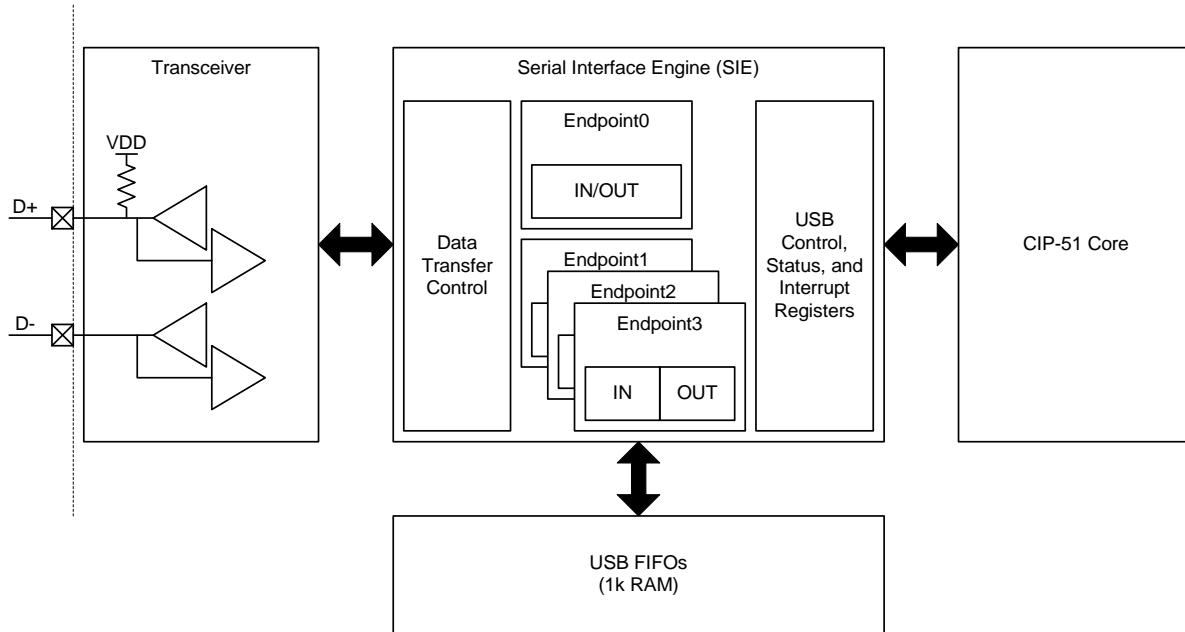 Transceiver
VDD
D+
D-
Serial Interface Engine (SIE)
Data
Transfer
Control
Endpoint0
IN/OUT
Endpoint1
Endpoint2
Endpoint3
IN
OUT
USB
Control,
Status, and
Interrupt
Registers
CIP-51 Core
USB FIFOs
(1k RAM)